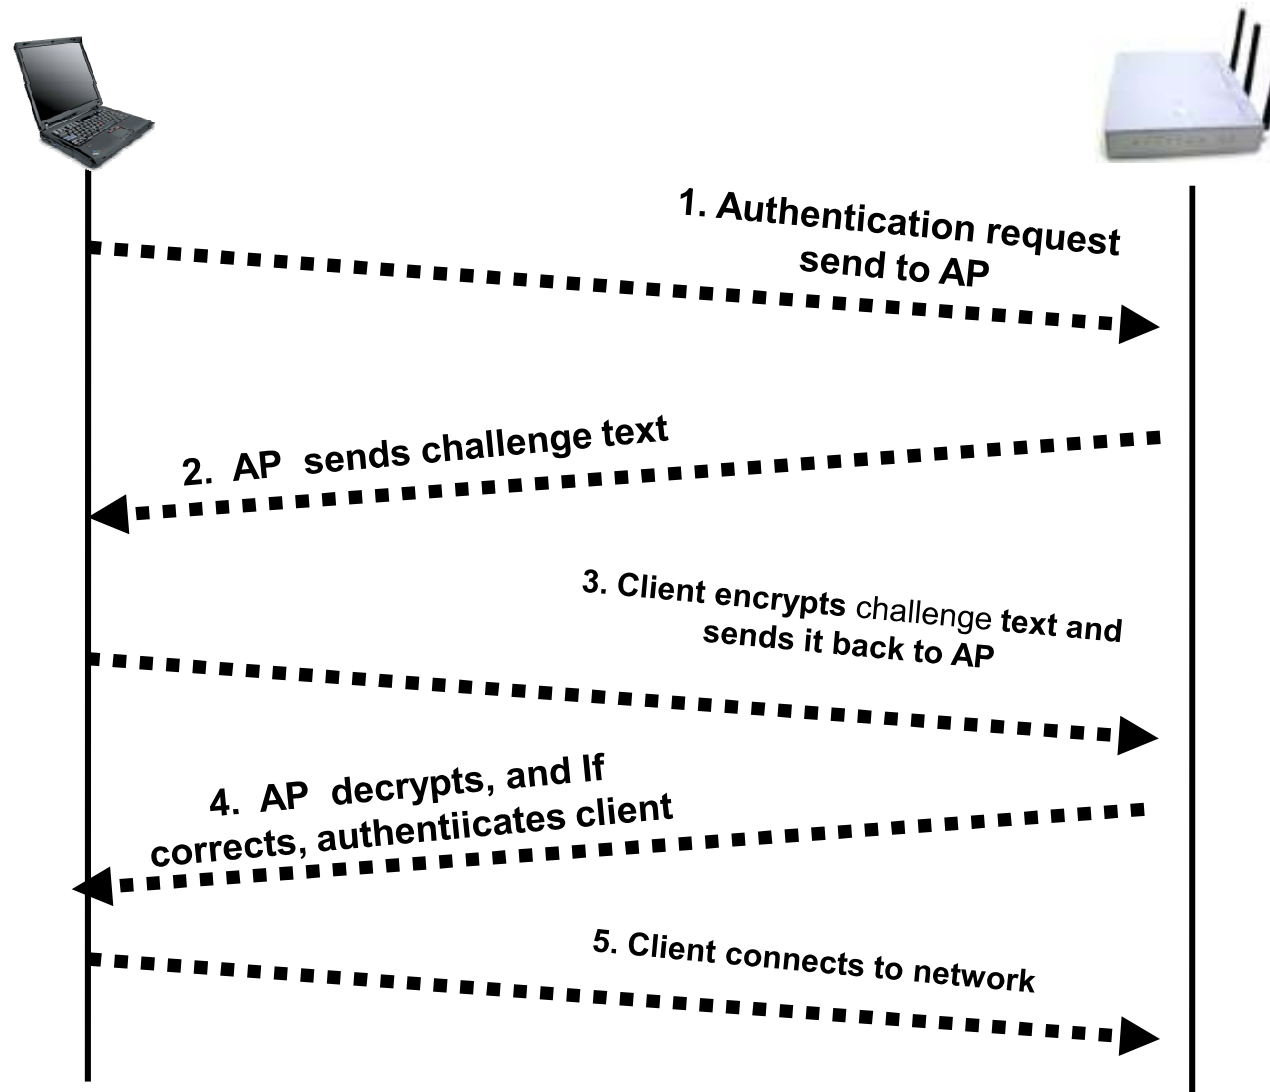 1. Authentication request
send to AP
2. AP sends challenge text
3. Client encrypts challenge text and
sends it back to AP
4. AP decrypts, and If
corrects, authentiicates client
5. Client connects to network